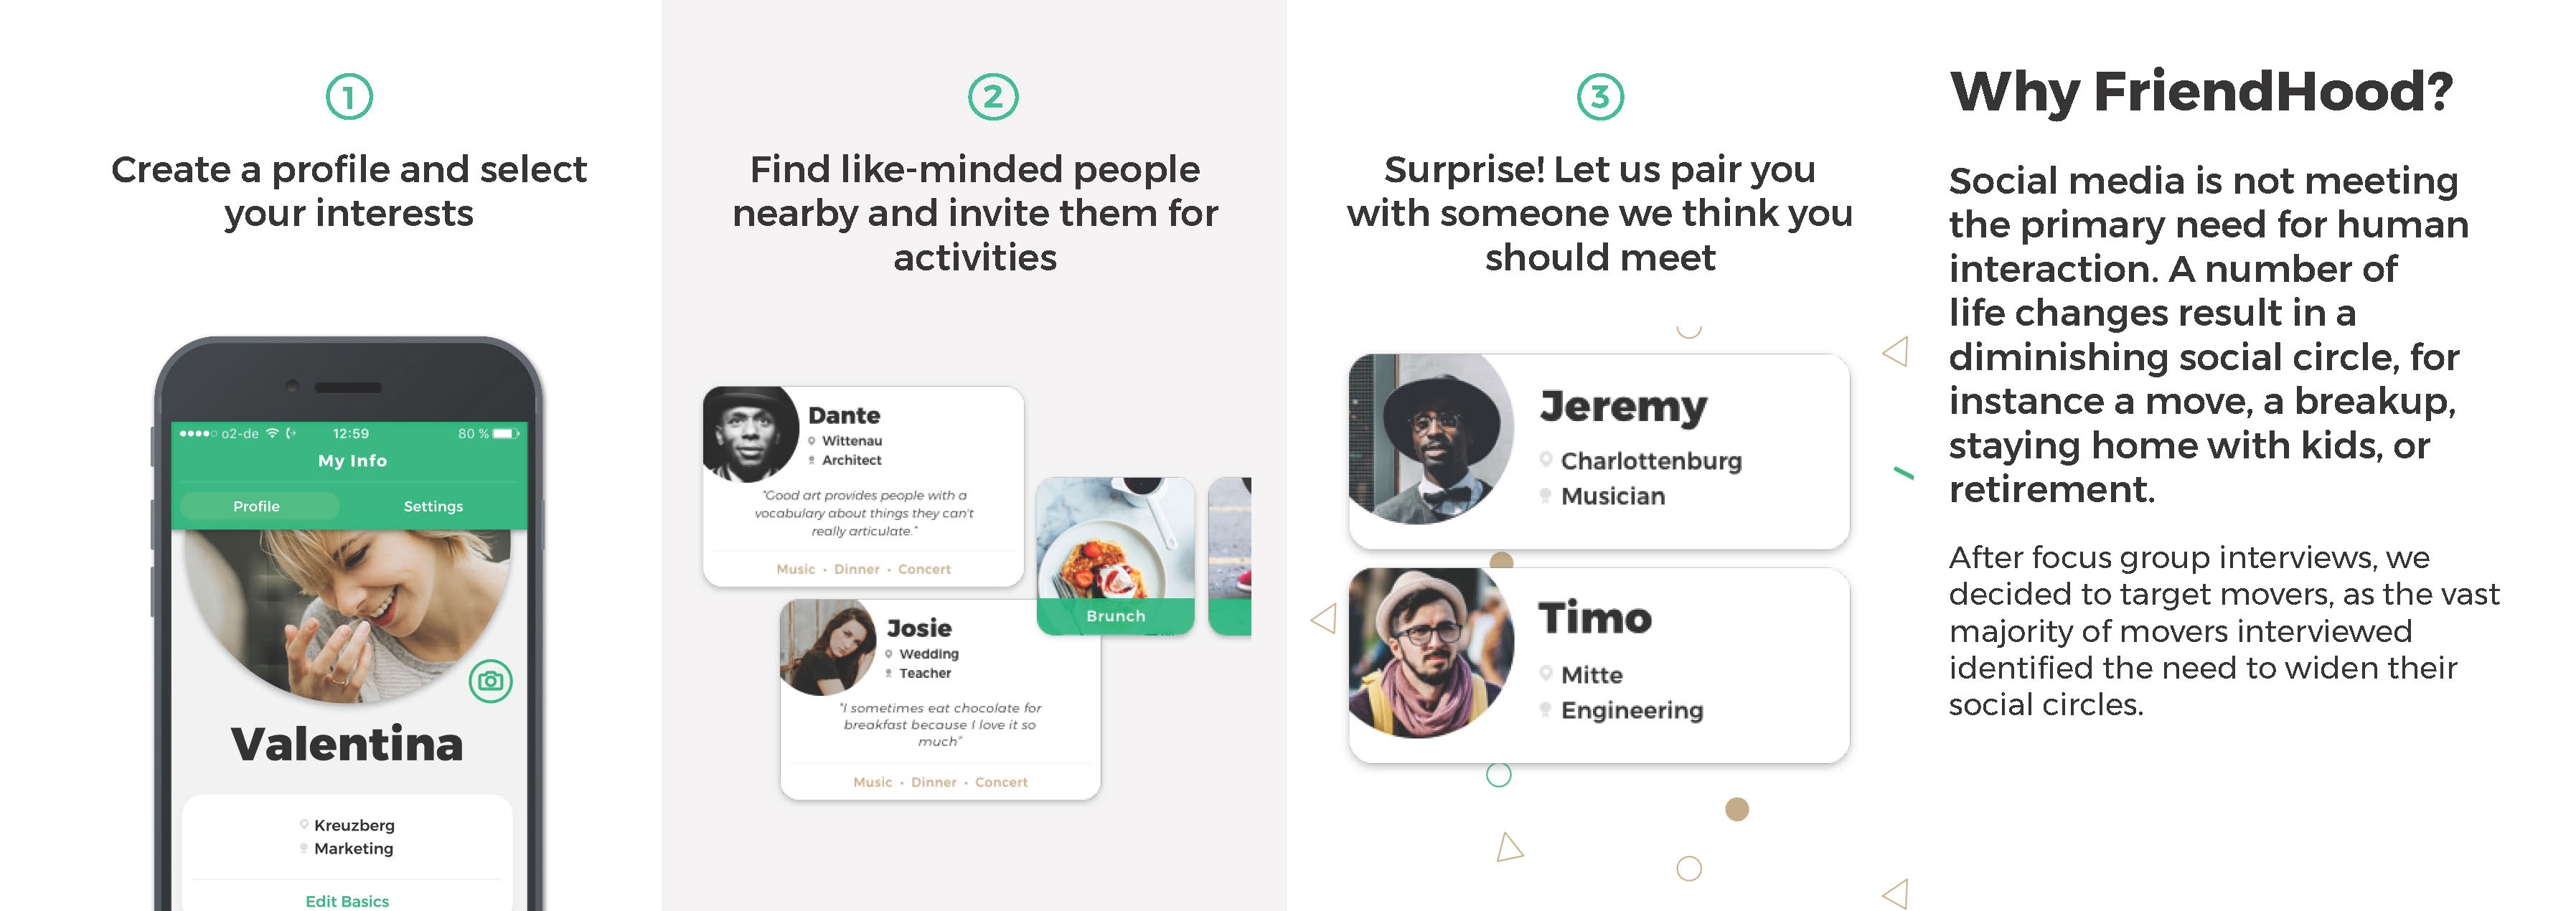 1
Create a profile and select
your interests
o2-de 12:59 80 %
My Info
Profile Settings
Valentina
Kreuzberg
Marketing
Edit Basics
2
Find like-minded people
nearby and invite them for
activities
Dante
Wittenau
Architect
"Good art provides people with a
vocabulary about things they can't
really articulate."
Music • Dinner • Concert
Brunch
Josie
Wedding
Teacher
"I sometimes eat chocolate for
breakfast because I love it so
much"
Music • Dinner • Concert
3
Surprise! Let us pair you
with someone we think you
should meet
Jeremy
Charlottenburg
Musician
Timo
Mitte
Engineering
Why FriendHood?
Social media is not meeting
the primary need for human
interaction. A number of
life changes result in a
diminishing social circle, for
instance a move, a breakup,
staying home with kids, or
retirement.
After focus group interviews, we
decided to target movers, as the vast
majority of movers interviewed
identified the need to widen their
social circles.